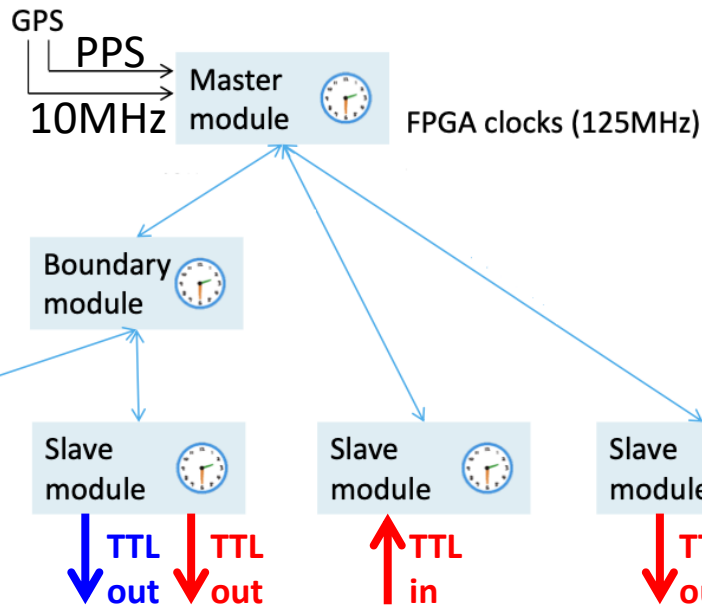 GPS
PPS
10MHz
Master
module
FPGA clocks (125MHz)
Boundary
module
Slave
module
Slave
module
Slave
TTL
out
TTL
out
TTL
in